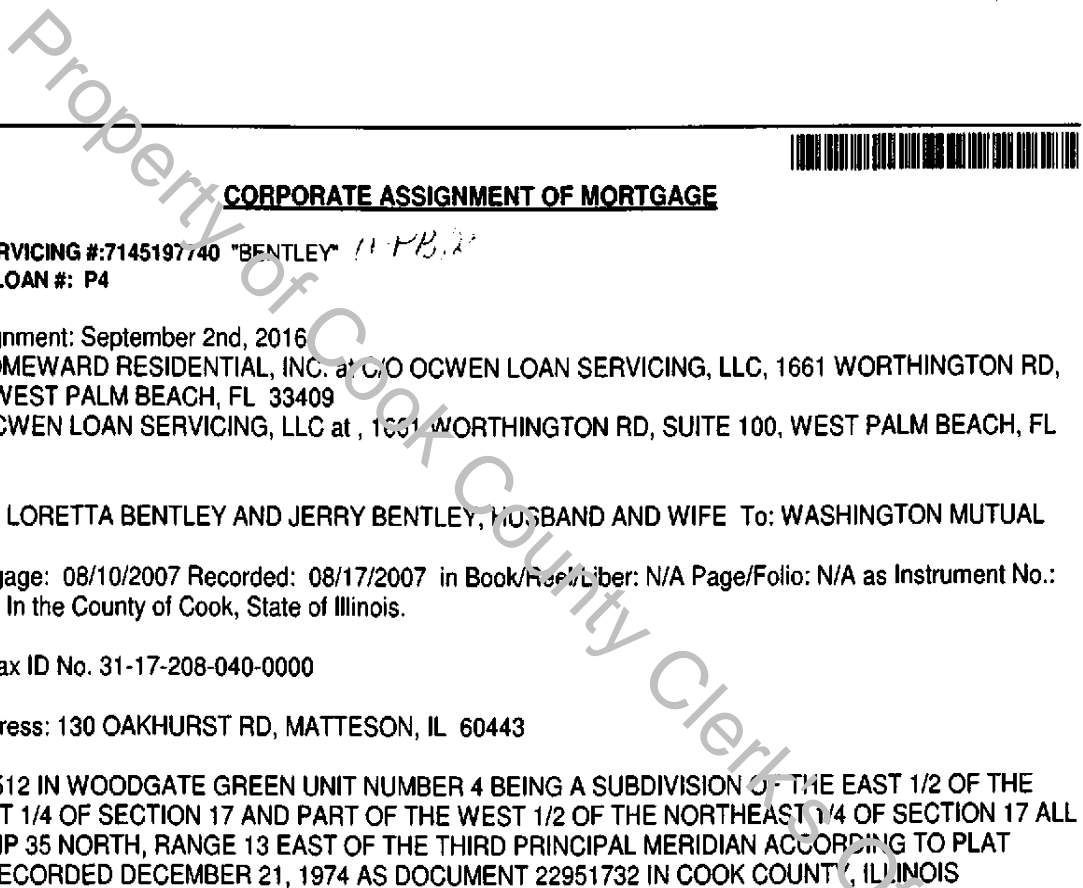 CORPORATE ASSIGNMENT OF MORTGAGE
RVICING #:7145197740 "BENTLEY"
LOAN #: P4
gnment: September 2nd, 2016
OMEWARD RESIDENTIAL, INC. at C/O OCWEN LOAN SERVICING, LLC, 1661 WORTHINGTON RD,
WEST PALM BEACH, FL 33409
CWEN LOAN SERVICING, LLC at , 1661 WORTHINGTON RD, SUITE 100, WEST PALM BEACH, FL
LORETTA BENTLEY AND JERRY BENTLEY, HUSBAND AND WIFE To: WASHINGTON MUTUAL
gage: 08/10/2007 Recorded: 08/17/2007 in Book/Reel/Liber: N/A Page/Folio: N/A as Instrument No.:
In the County of Cook, State of Illinois.
ax ID No. 31-17-208-040-0000
ress: 130 OAKHURST RD, MATTESON, IL 60443
512 IN WOODGATE GREEN UNIT NUMBER 4 BEING A SUBDIVISION OF THE EAST 1/2 OF THE
T 1/4 OF SECTION 17 AND PART OF THE WEST 1/2 OF THE NORTHEAST 1/4 OF SECTION 17 ALL
IP 35 NORTH, RANGE 13 EAST OF THE THIRD PRINCIPAL MERIDIAN ACCORDING TO PLAT
ECORDED DECEMBER 21, 1974 AS DOCUMENT 22951732 IN COOK COUNTY, ILLINOIS
Property of Cook County Clerk's